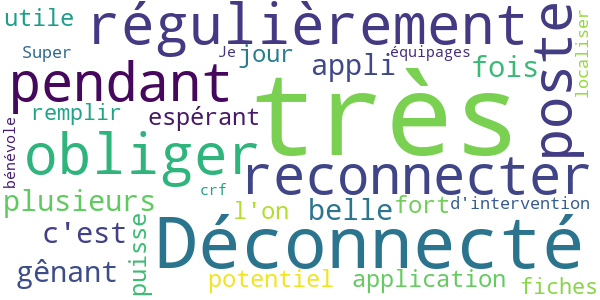 utile
régulièrement
poste
localiser
Super
Je
jour
équipages
pendant
appli
fois
très
remplir
espérant
bénévole
obliger
reconnecter
crf
plusieurs
l'on
belle
fort
d'intervention
puisse
Déconnecté
c'est
gênant
potentiel
application
fiches